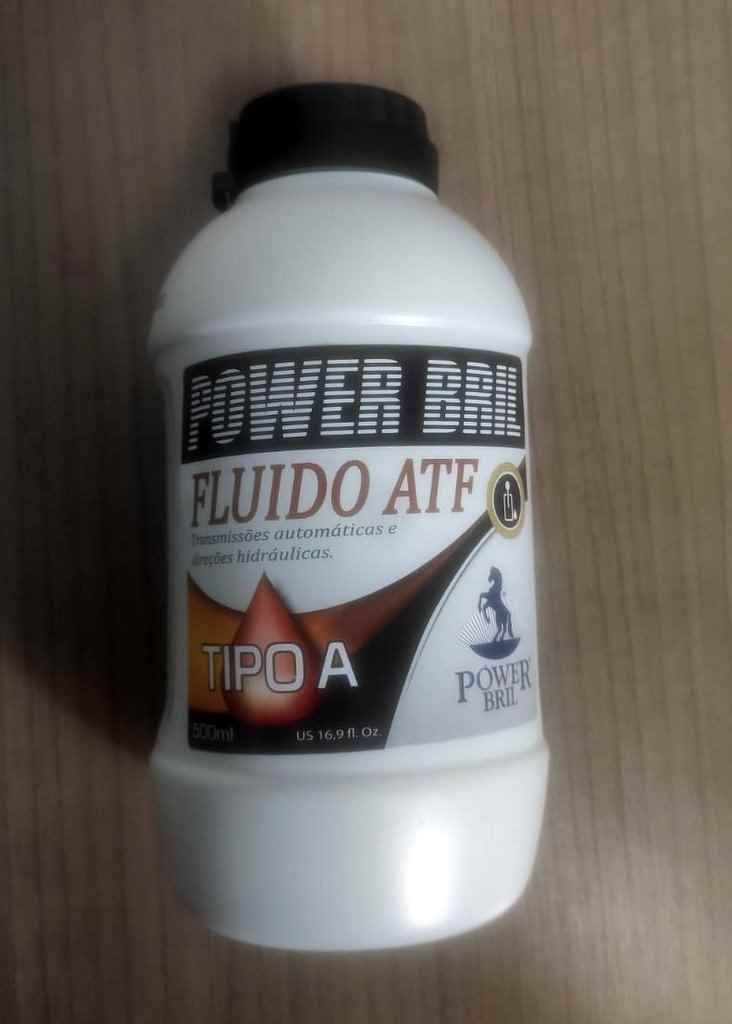 POWER BRIL
FLUIDO ATF
Transmissões automáticas e
direções hidráulicas.
TIPO A
POWER
BRIL
500ml
US 16,9 fl. Oz.